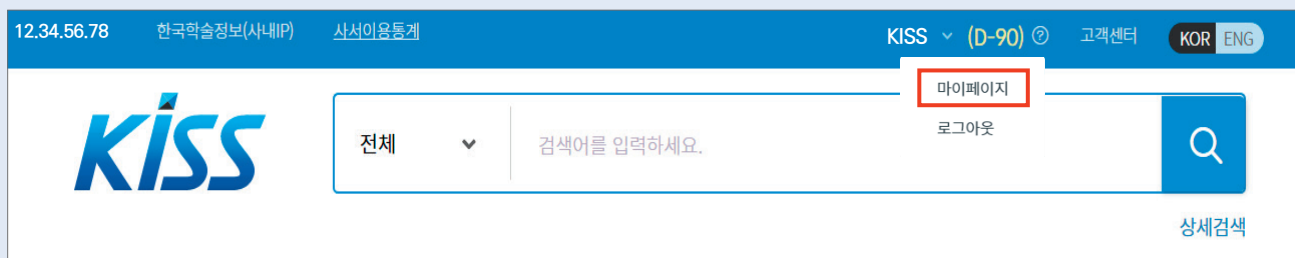 12.34.56.78 한국학술정보(사내IP) 사서이용통계 KISS (D-90) ? 고객센터 KOR ENG
마이페이지
로그아웃
KISS 전체 검색어를 입력하세요.
상세검색